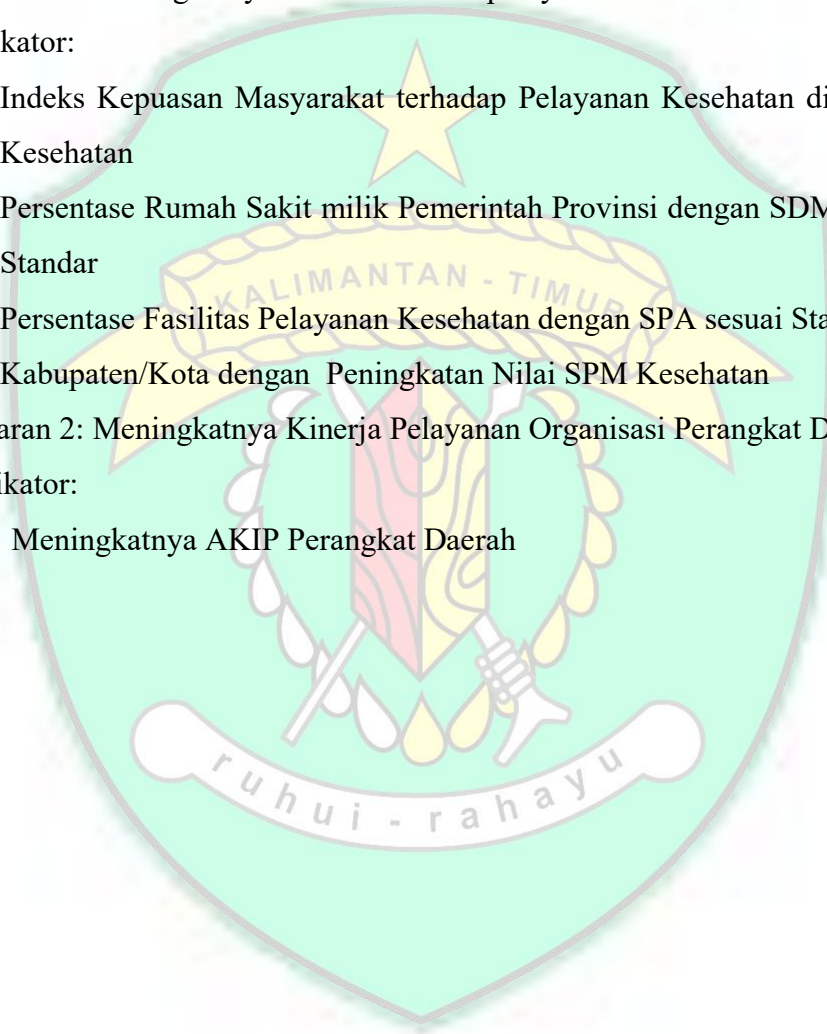 kator:
Indeks Kepuasan Masyarakat terhadap Pelayanan Kesehatan di
Kesehatan
Persentase Rumah Sakit milik Pemerintah Provinsi dengan SDM
Standar
KALIMANTAN - TIMUR
Persentase Fasilitas Pelayanan Kesehatan dengan SPA sesuai Sta
Kabupaten/Kota dengan Peningkatan Nilai SPM Kesehatan
aran 2: Meningkatnya Kinerja Pelayanan Organisasi Perangkat D
ikator:
Meningkatnya AKIP Perangkat Daerah
ruhui - rahayu